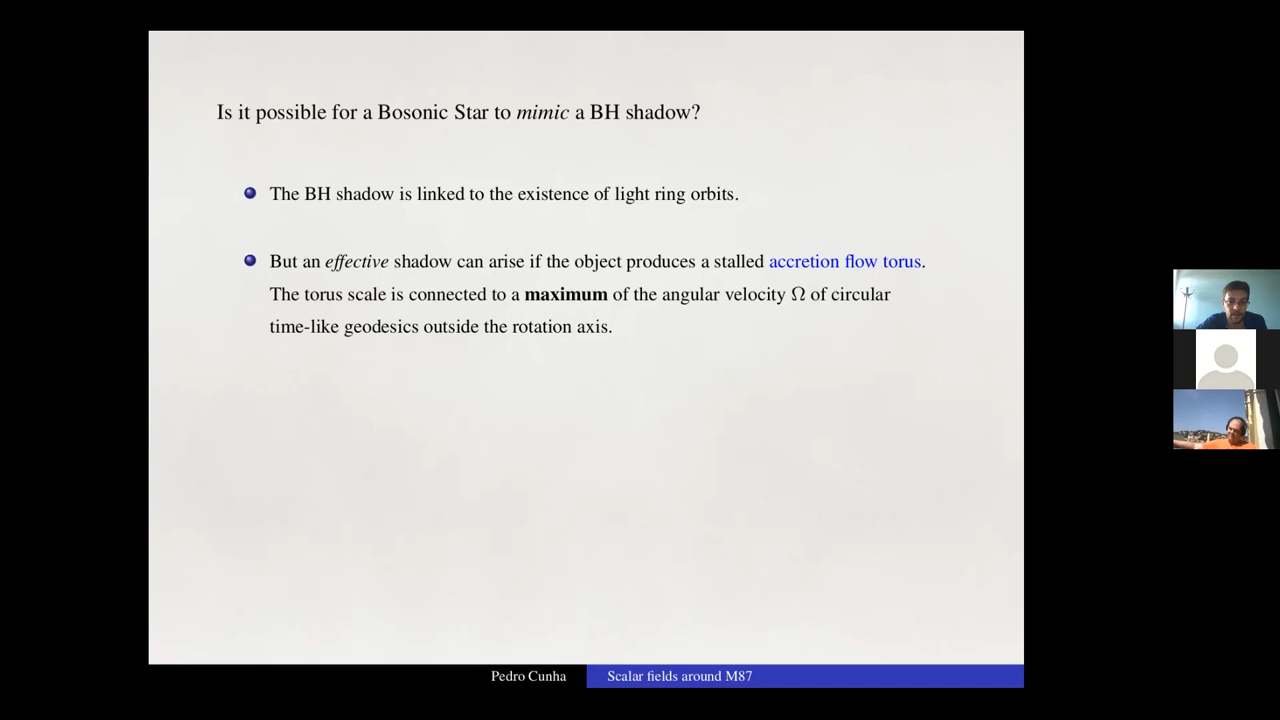 Is it possible for a Bosonic Star to mimic a BH shadow?
The BH shadow is linked to the existence of light ring orbits.
But an effective shadow can arise if the object produces a stalled accretion flow torus.
The torus scale is connected to a maximum of the angular velocity Ω of circular
time-like geodesics outside the rotation axis.
Pedro Cunha
Scalar fields around M87